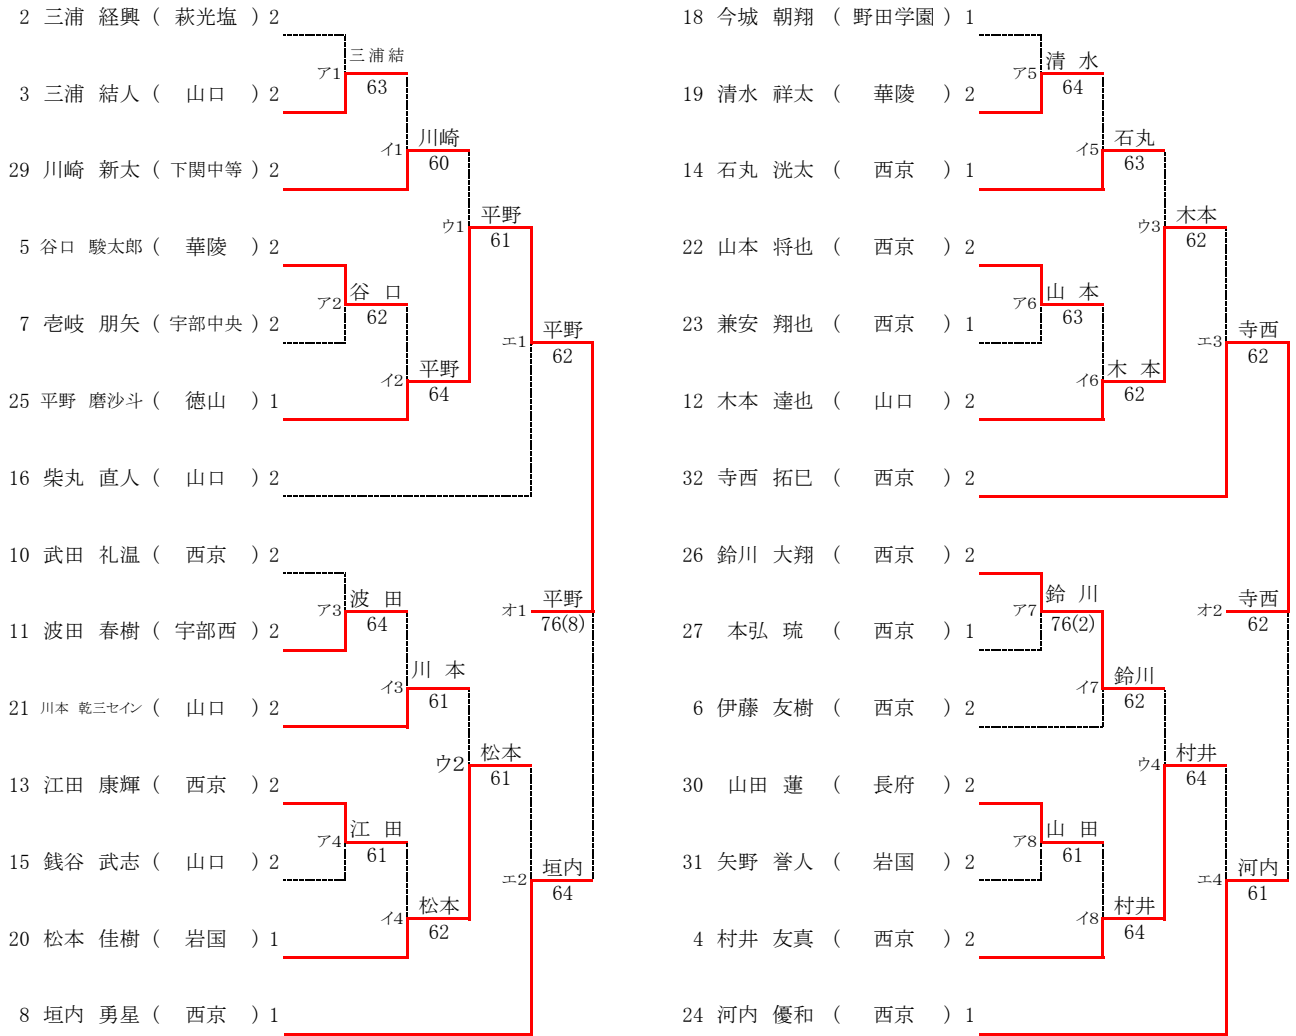 2 三浦 経興 ( 萩光塩 ) 2
三浦結
ア1
63
3 三浦 結人 ( 山口 ) 2
川崎
イ1
60
29 川崎 新太 ( 下関中等 ) 2
平野
ウ1
61
5 谷口 駿太郎 ( 華陵 ) 2
谷口
ア2
62
7 壱岐 朋矢 ( 宇部中央 ) 2
平野
エ1
62
平野
イ2
64
25 平野 磨沙斗 ( 徳山 ) 1
16 柴丸 直人 ( 山口 ) 2
10 武田 礼温 ( 西京 ) 2
波田
ア3
64
平野
オ1
76(8)
11 波田 春樹 ( 宇部西 ) 2
川本
イ3
61
21 川本 乾三セイン ( 山口 ) 2
松本
ウ2
61
13 江田 康輝 ( 西京 ) 2
江田
ア4
61
15 銭谷 武志 ( 山口 ) 2
垣内
エ2
64
松本
イ4
62
20 松本 佳樹 ( 岩国 ) 1
8 垣内 勇星 ( 西京 ) 1
18 今城 朝翔 ( 野田学園 ) 1
清水
ア5
64
19 清水 祥太 ( 華陵 ) 2
石丸
イ5
63
14 石丸 洸太 ( 西京 ) 1
木本
ウ3
62
22 山本 将也 ( 西京 ) 2
山本
ア6
63
23 兼安 翔也 ( 西京 ) 1
寺西
エ3
62
木本
イ6
62
12 木本 達也 ( 山口 ) 2
32 寺西 拓巳 ( 西京 ) 2
26 鈴川 大翔 ( 西京 ) 2
鈴川
ア7
76(2)
寺西
オ2
62
27 本弘 琉 ( 西京 ) 1
鈴川
イ7
62
6 伊藤 友樹 ( 西京 ) 2
村井
ウ4
64
30 山田 蓮 ( 長府 ) 2
山田
ア8
61
31 矢野 誉人 ( 岩国 ) 2
河内
エ4
61
村井
イ8
64
4 村井 友真 ( 西京 ) 2
24 河内 優和 ( 西京 ) 1